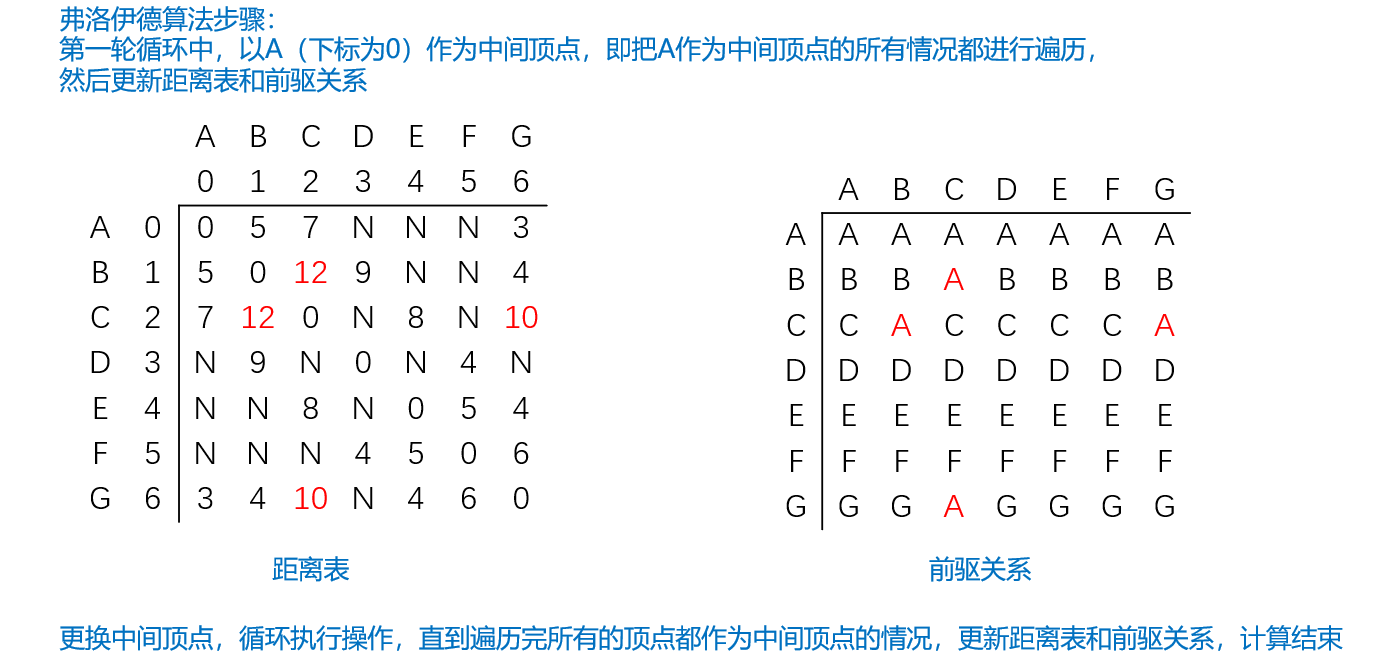 弗洛伊德算法步骤：
第一轮循环中，以A（下标为0）作为中间顶点，即把A作为中间顶点的所有情况都进行遍历，
然后更新距离表和前驱关系
A B C D E F G
0 1 2 3 4 5 6
A 0 0 5 7 N N N 3
B 1 5 0 12 9 N N 4
C 2 7 12 0 N 8 N 10
D 3 N 9 N 0 N 4 N
E 4 N N 8 N 0 5 4
F 5 N N N 4 5 0 6
G 6 3 4 10 N 4 6 0
距离表
A B C D E F G
A A A A A A A A
B B B A B B B B
C C A C C C C A
D D D D D D D D
E E E E E E E E
F F F F F F F F
G G G A G G G G
前驱关系
更换中间顶点，循环执行操作，直到遍历完所有的顶点都作为中间顶点的情况，更新距离表和前驱关系，计算结束